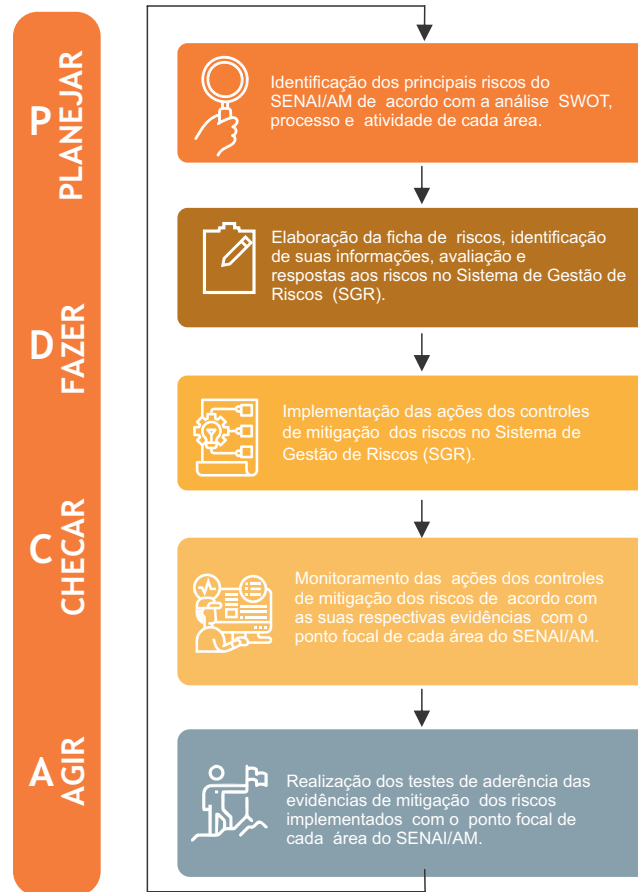 P PLANEJAR
Identificação dos principais riscos do
SENAI/AM de acordo com a análise SWOT,
processo e atividade de cada área.
Elaboração da ficha de riscos, identificação
de suas informações, avaliação e
respostas aos riscos no Sistema de Gestão de
Riscos (SGR).
D FAZER
Implementação das ações dos controles
de mitigação dos riscos no Sistema de
Gestão de Riscos (SGR).
C CHECAR
Monitoramento das ações dos controles
de mitigação dos riscos de acordo com
as suas respectivas evidências com o
ponto focal de cada área do SENAI/AM.
A AGIR
Realização dos testes de aderência das
evidências de mitigação dos riscos
implementados com o ponto focal de
cada área do SENAI/AM.